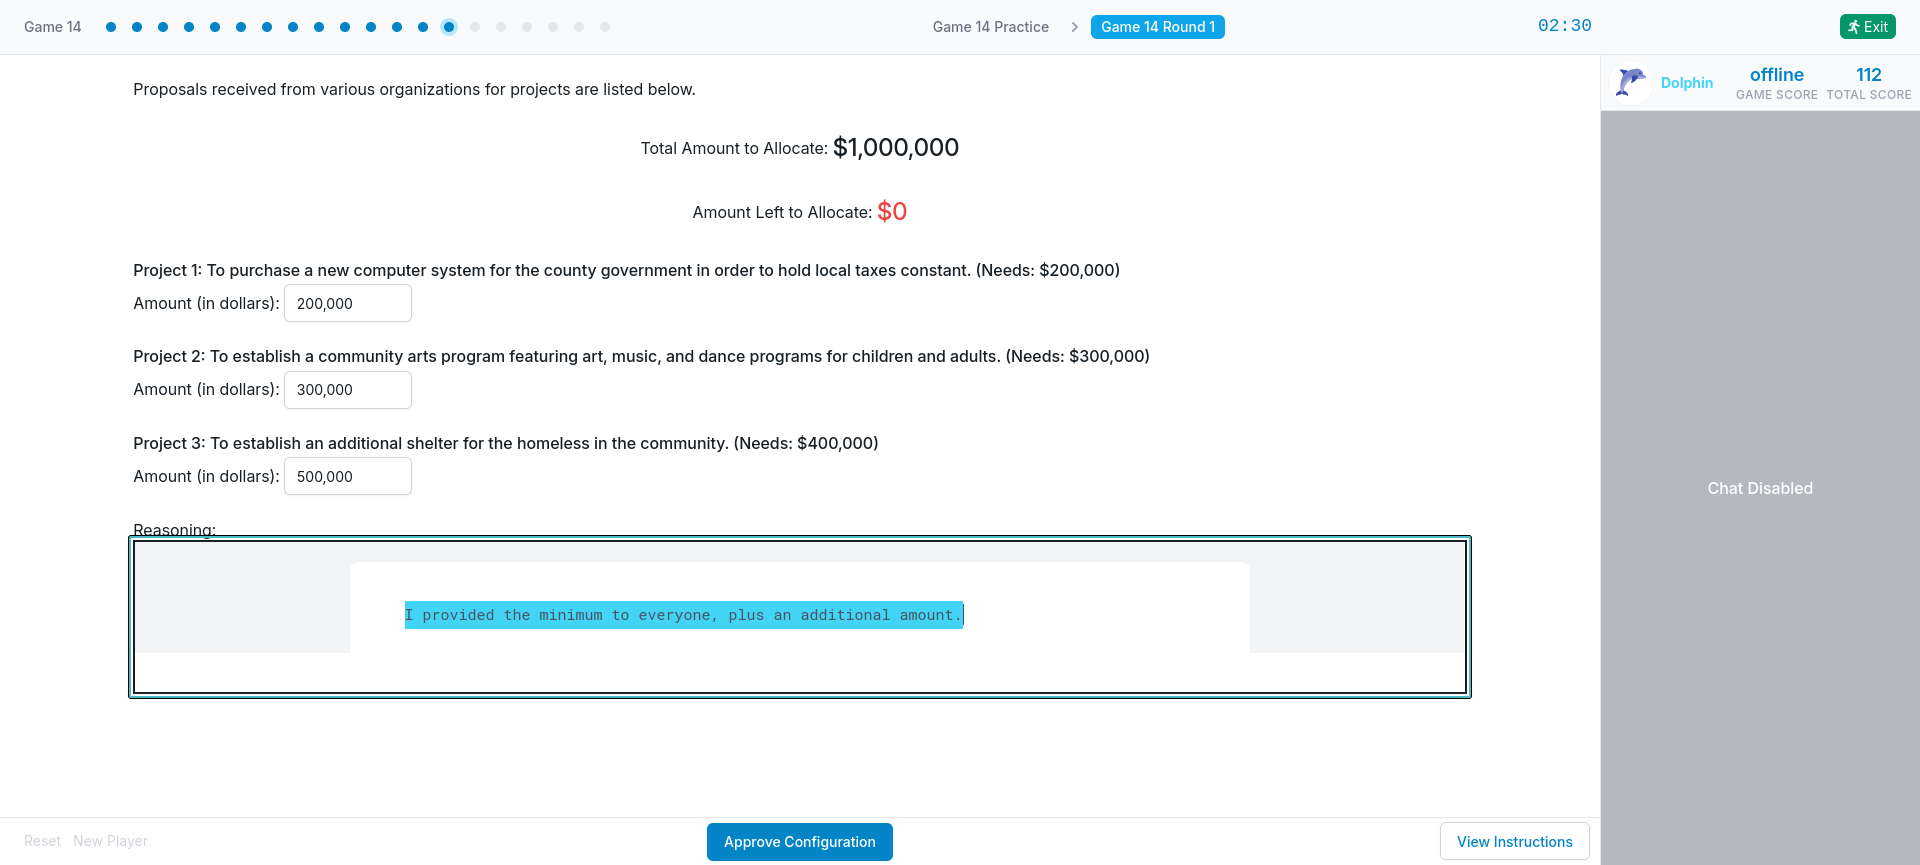 Game 14
Game 14 Practice
Game 14 Round 1
02:30
Exit
Dolphin
offline
GAME SCORE
112
TOTAL SCORE
Proposals received from various organizations for projects are listed below.
Total Amount to Allocate: $1,000,000
Amount Left to Allocate: $0
Project 1: To purchase a new computer system for the county government in order to hold local taxes constant. (Needs: $200,000)
Amount (in dollars): 200,000
Project 2: To establish a community arts program featuring art, music, and dance programs for children and adults. (Needs: $300,000)
Amount (in dollars): 300,000
Project 3: To establish an additional shelter for the homeless in the community. (Needs: $400,000)
Amount (in dollars): 500,000
Reasoning:
I provided the minimum to everyone, plus an additional amount.
Chat Disabled
Reset
New Player
Approve Configuration
View Instructions